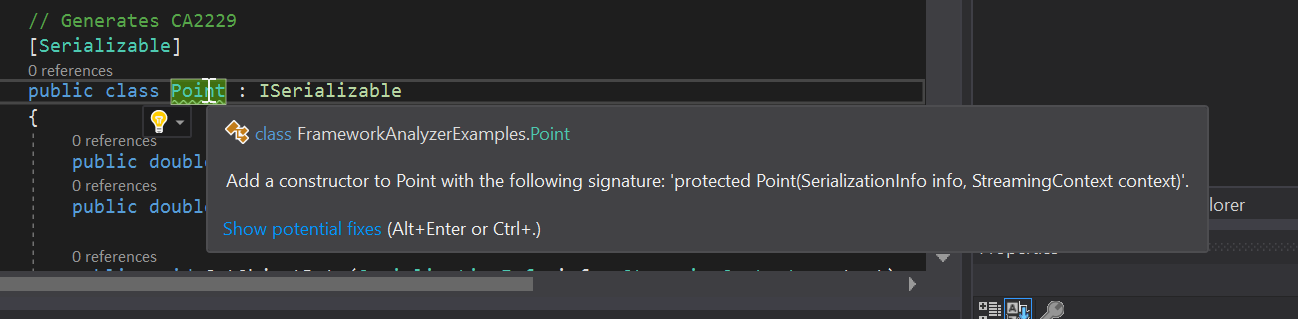 // Generates CA2229
[Serializable]
0 references
public class Point : ISerializable
{
class FrameworkAnalyzerExamples.Point
0 references
public double
0 references
public double
Add a constructor to Point with the following signature: 'protected Point(SerializationInfo info, StreamingContext context)'.
Show potential fixes (Alt+Enter or Ctrl+.)
0 references
lorer
Properties